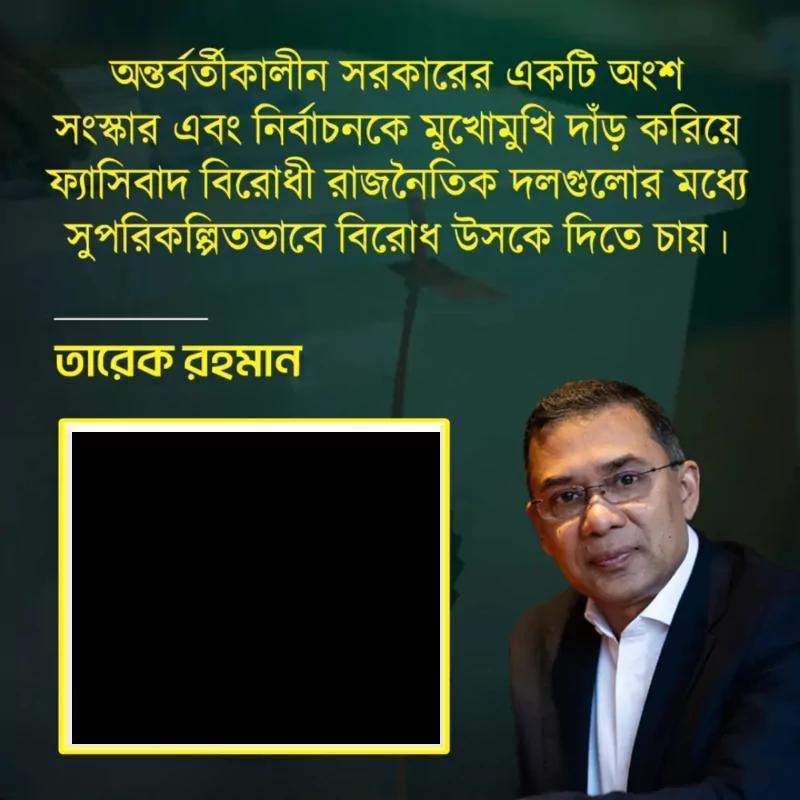 অন্তর্বর্তীকালীন সরকারের একটি অংশ
সংস্কার এবং নির্বাচনকে মুখোমুখি দাঁড় করিয়ে
ফ্যাসিবাদ বিরোধী রাজনৈতিক দলগুলোর মধ্যে
সুপরিকল্পিতভাবে বিরোধ উসকে দিতে চায়।
তারেক রহমান